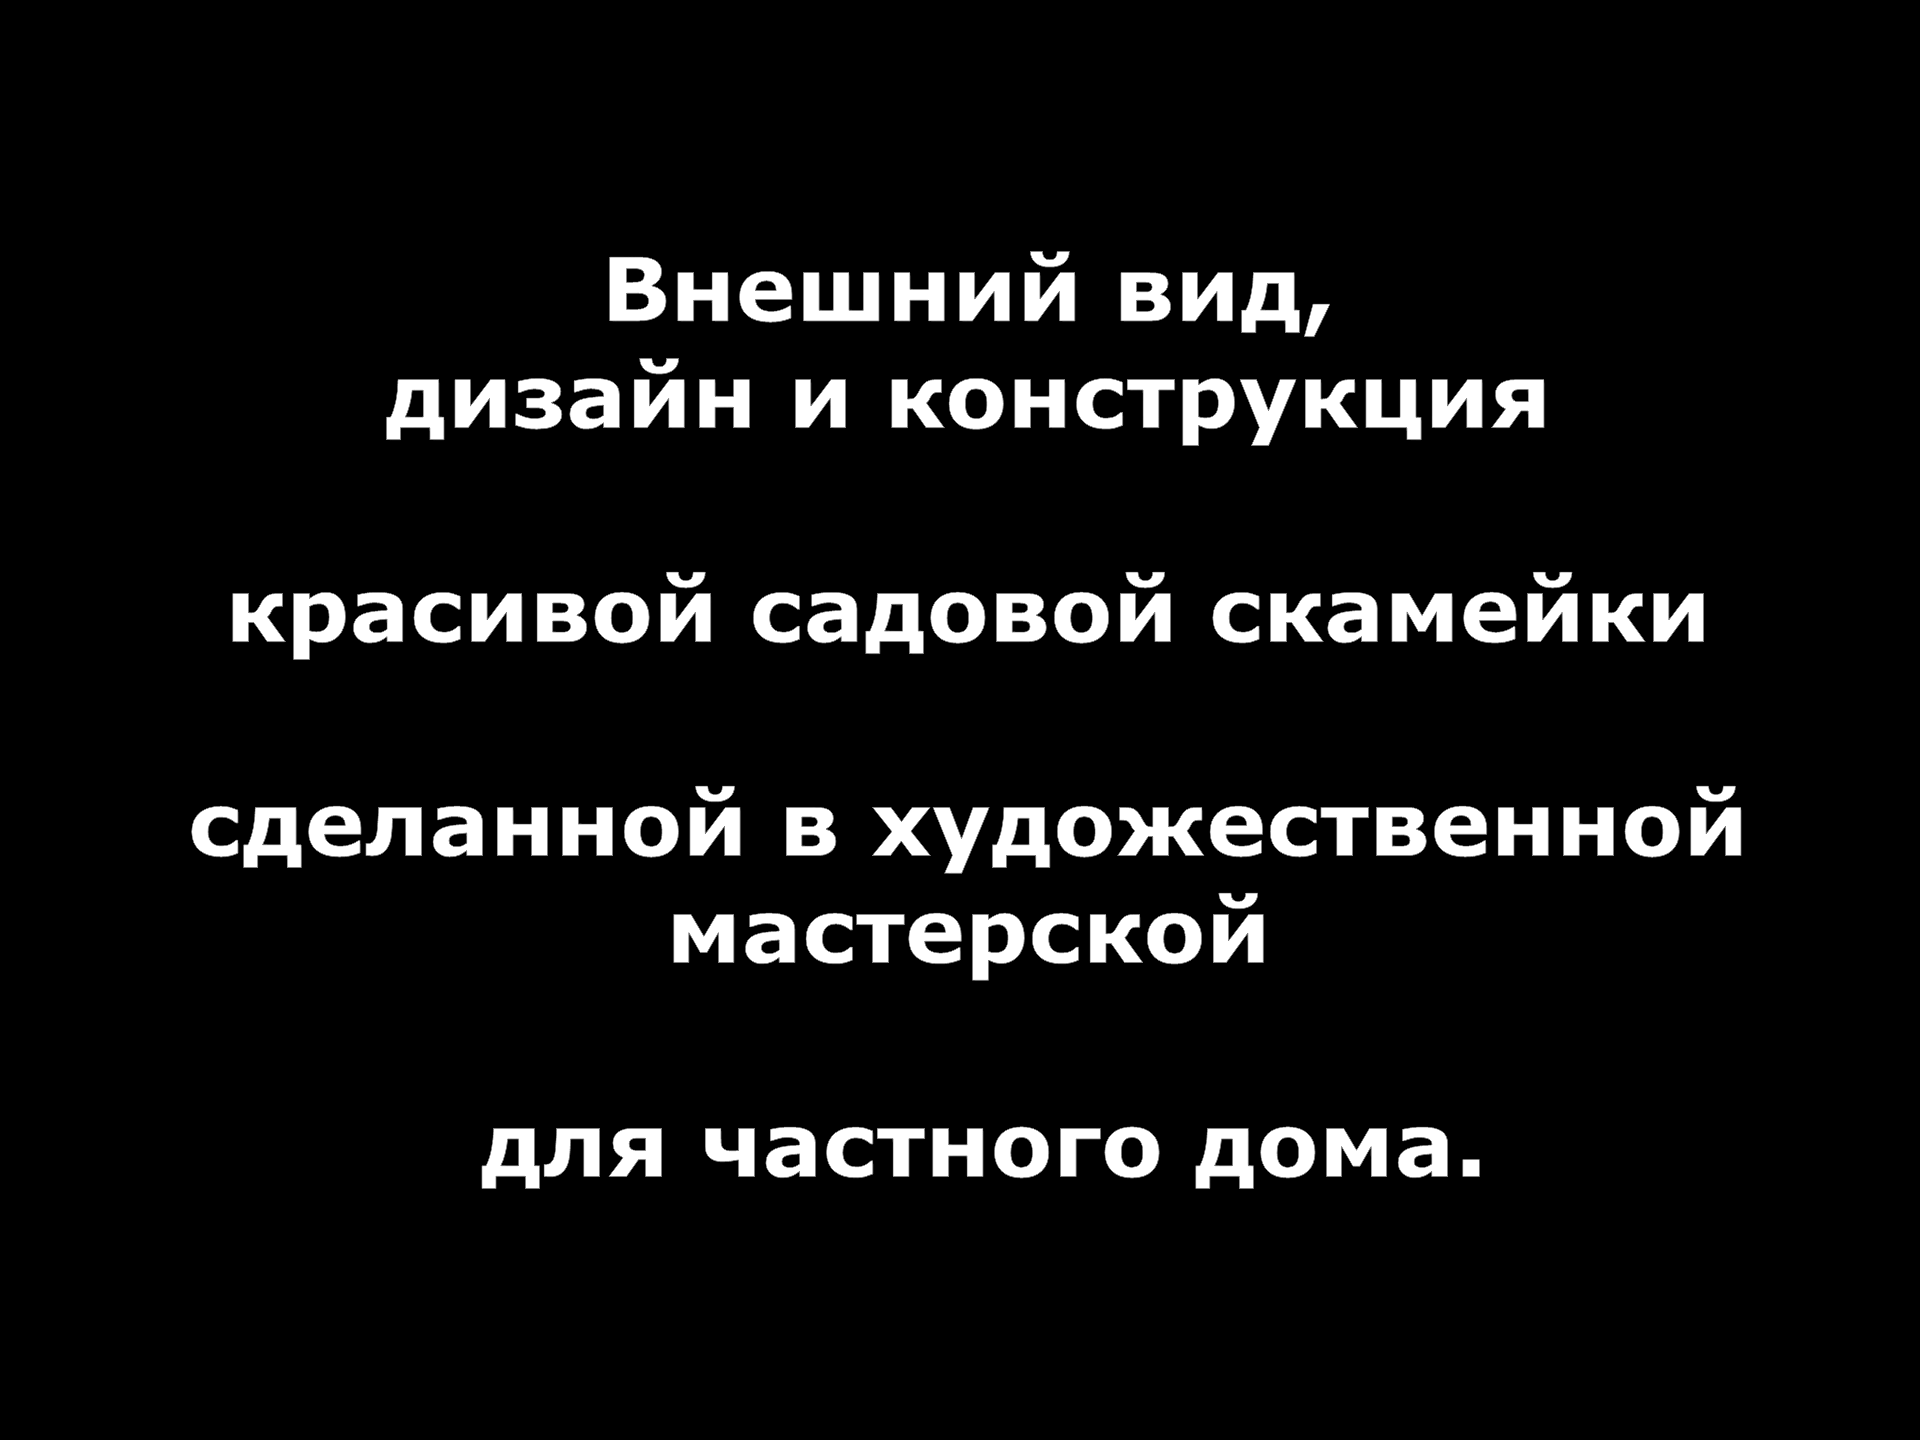 Внешний вид,
дизайн и конструкция
красивой садовой скамейки
сделанной в художественной
мастерской
для частного дома.